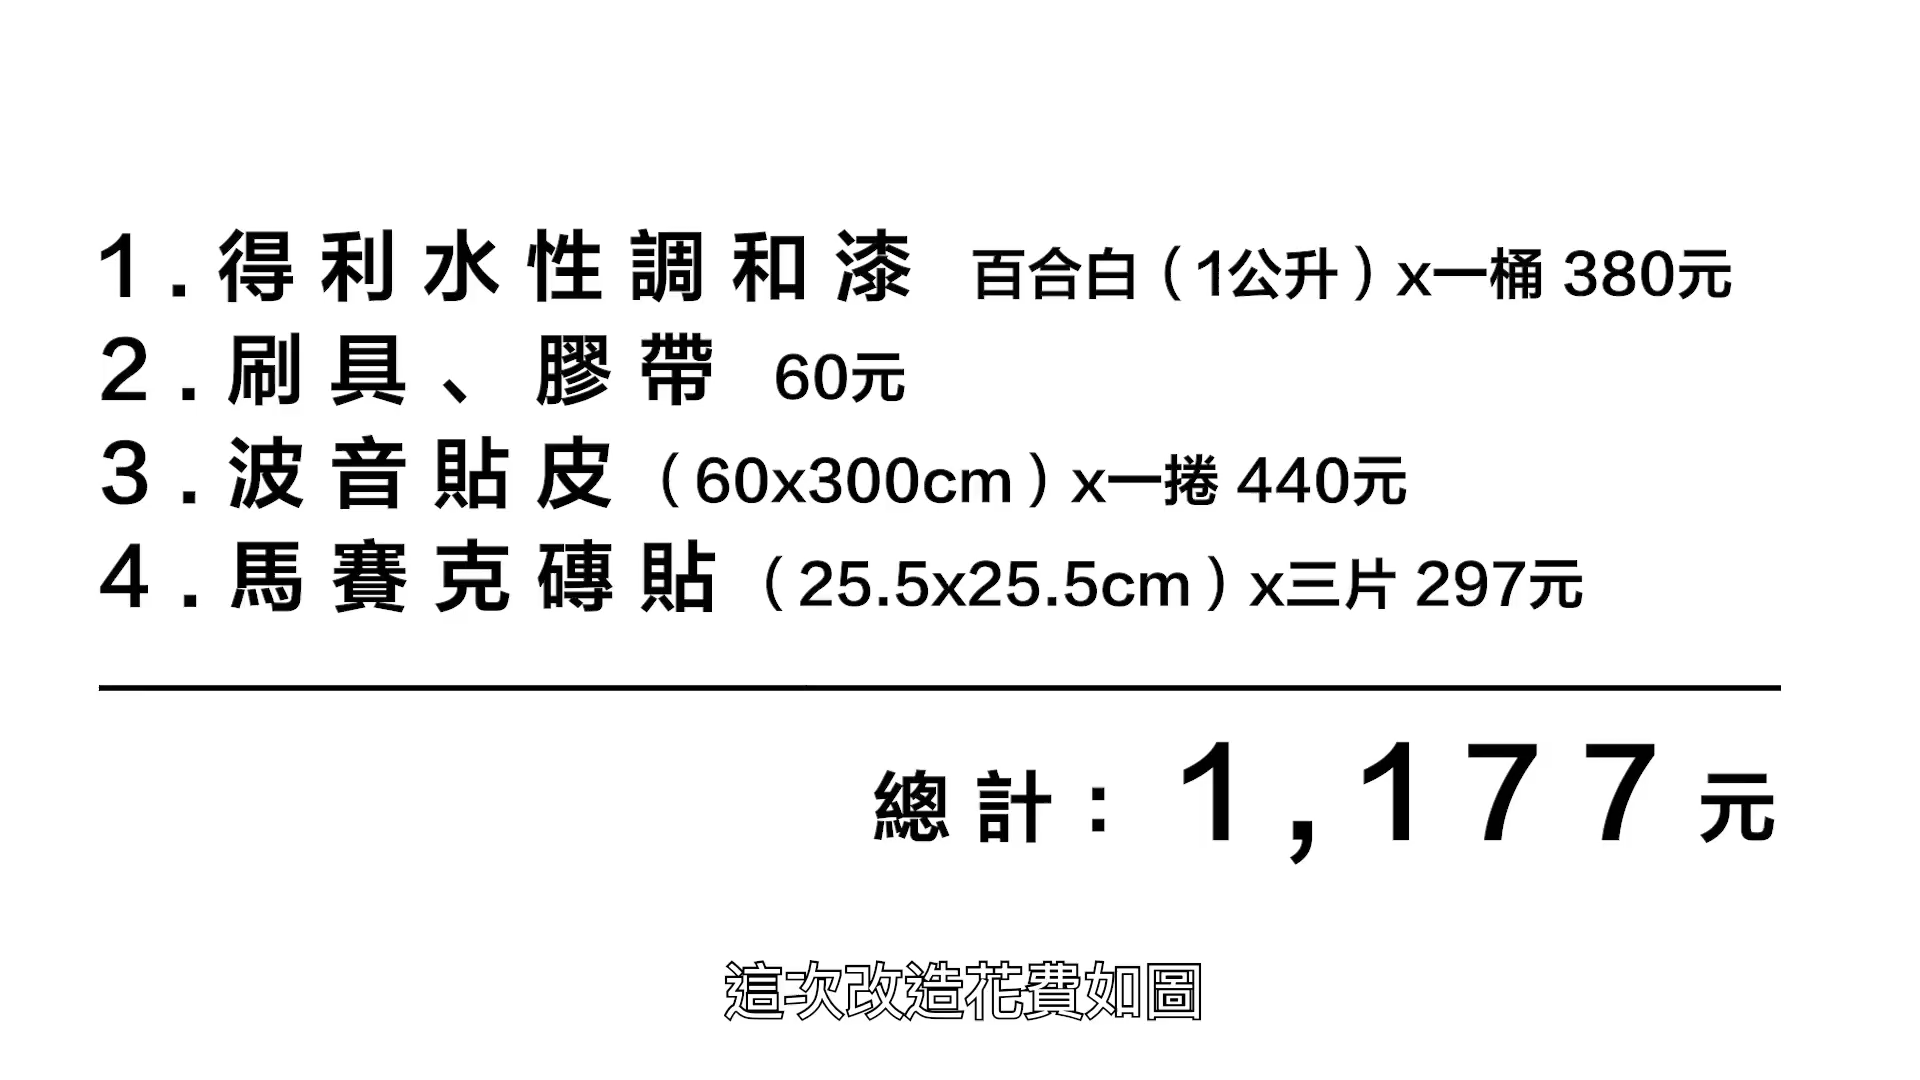 1.得利水性調和漆 百合白（1公升）x一桶 380元
2.刷具、膠帶 60元
3.波音貼皮（60x300cm）x一捲 440元
4.馬賽克磚貼（25.5x25.5cm）x三片 297元
總計：1,177元
這次改造花費如圖